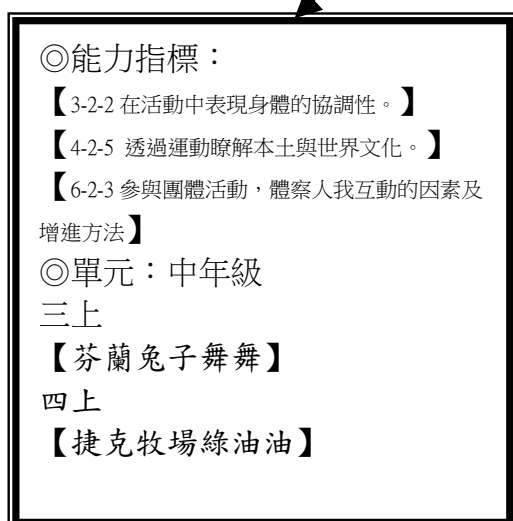 ◎能力指標：
【3-2-2 在活動中表現身體的協調性。】
【4-2-5 透過運動瞭解本土與世界文化。】
【6-2-3 參與團體活動，體察人我互動的因素及
增進方法】
◎單元：中年級
三上
【芬蘭兔子舞舞】
四上
【捷克牧場綠油油】